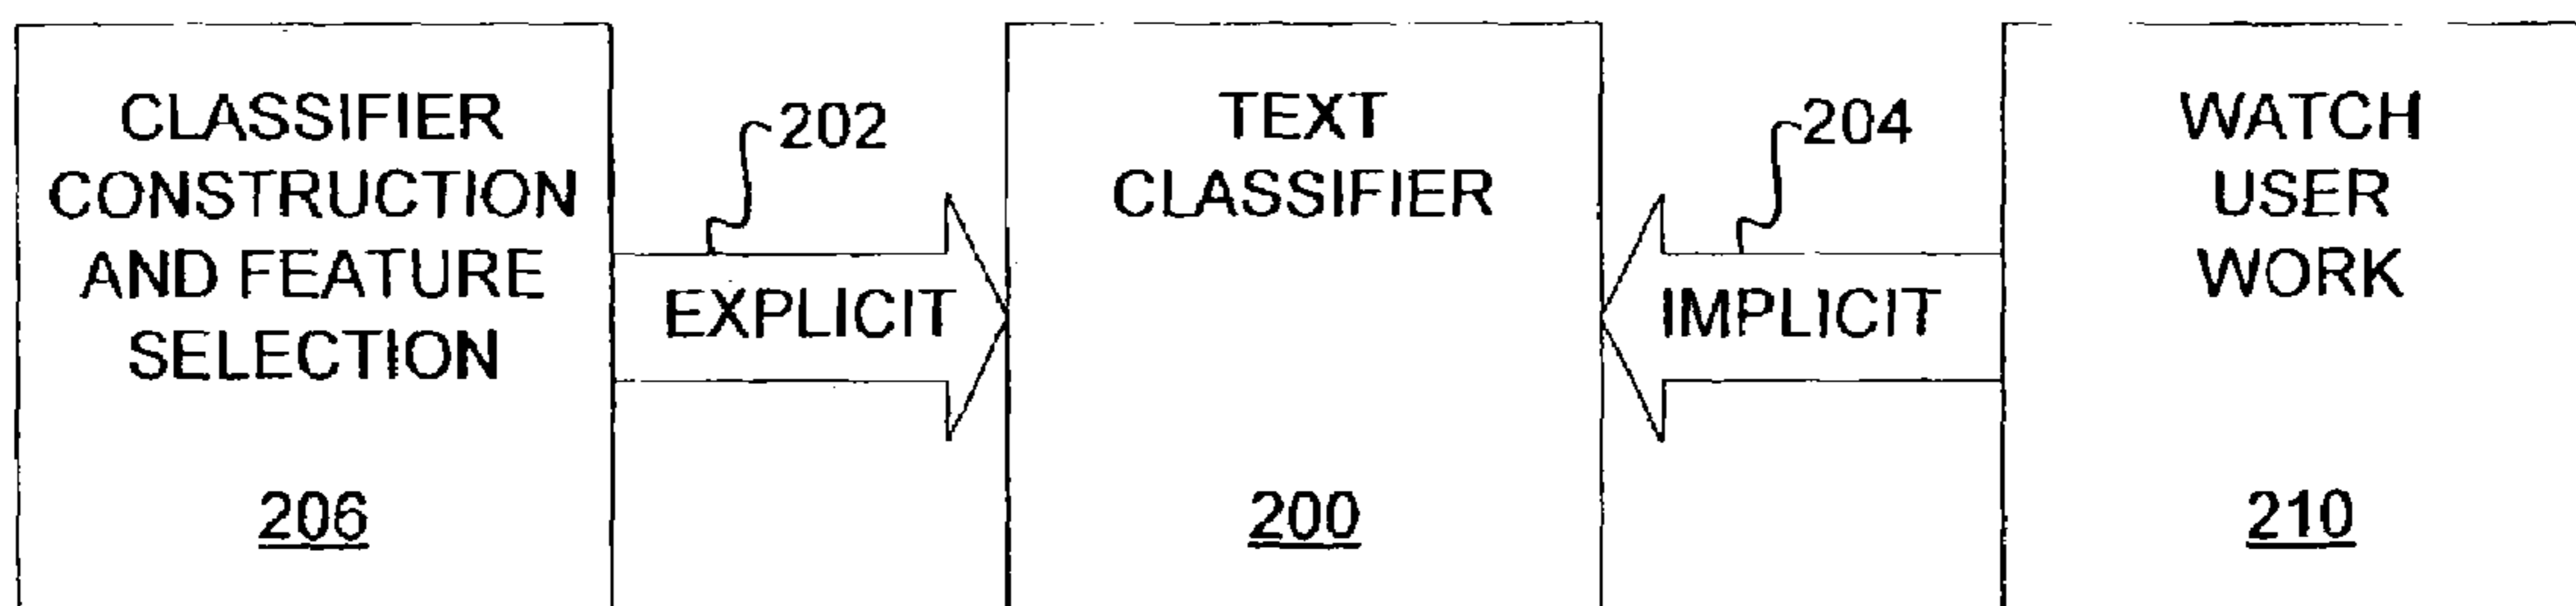 CLASSIFIER
CONSTRUCTION
AND FEATURE
SELECTION
206
202
EXPLICIT
TEXT
CLASSIFIER
200
204
IMPLICIT
WATCH
USER
WORK
210